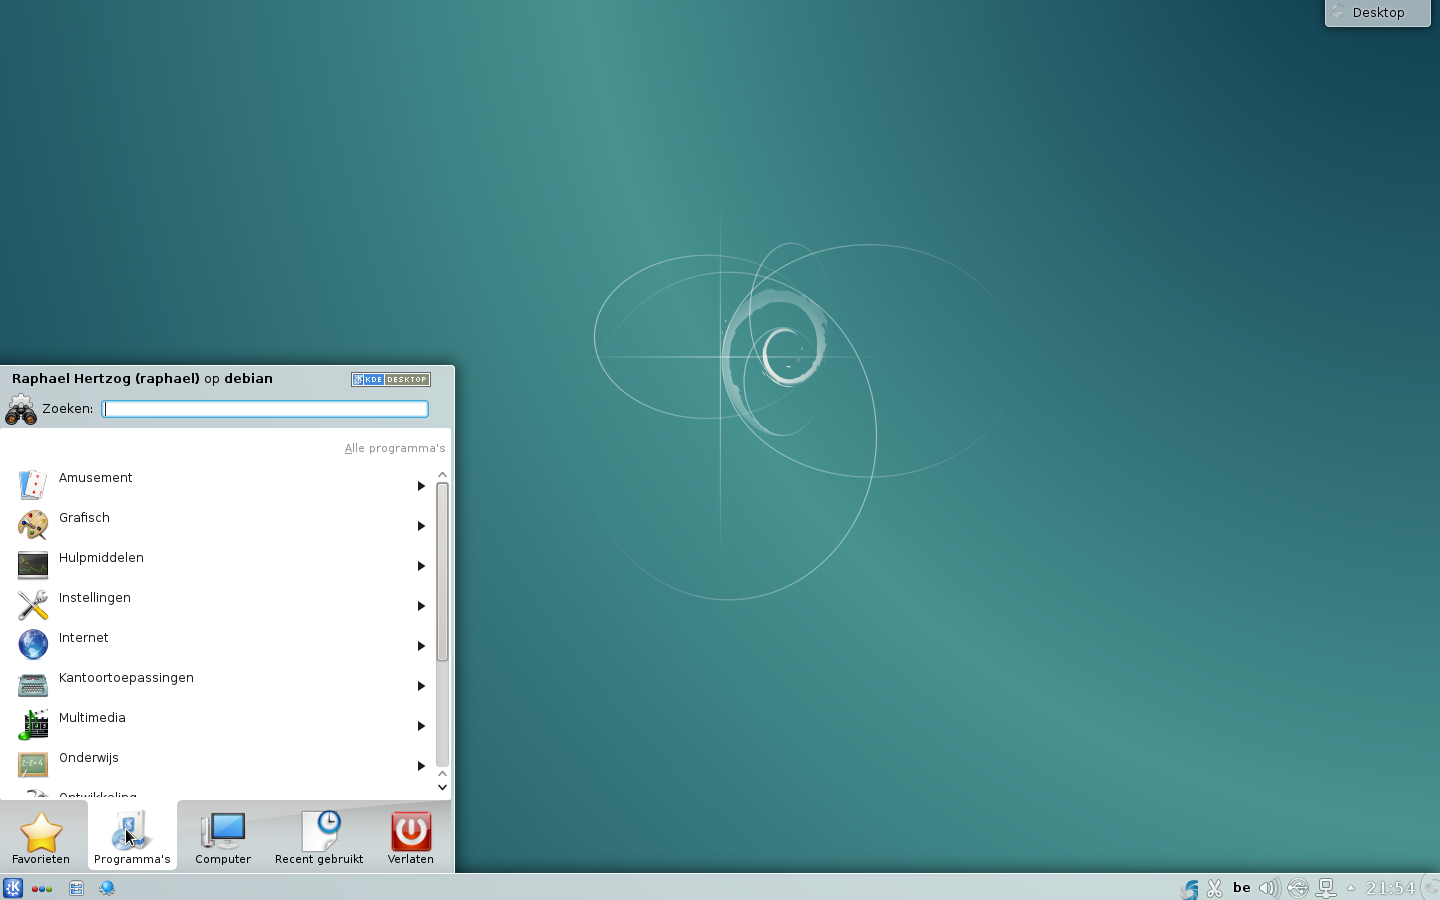 Desktop
Raphael Hertzog (raphael) op debian
KDE DESKTOP
Zoeken:
Alle programma's
Amusement
Grafisch
Hulpmiddelen
Instellingen
Internet
Kantoortoepassingen
Multimedia
Onderwijs
Ontwikkeling
Favorieten
Programma's
Computer
Recent gebruikt
Verlaten
be
21:54